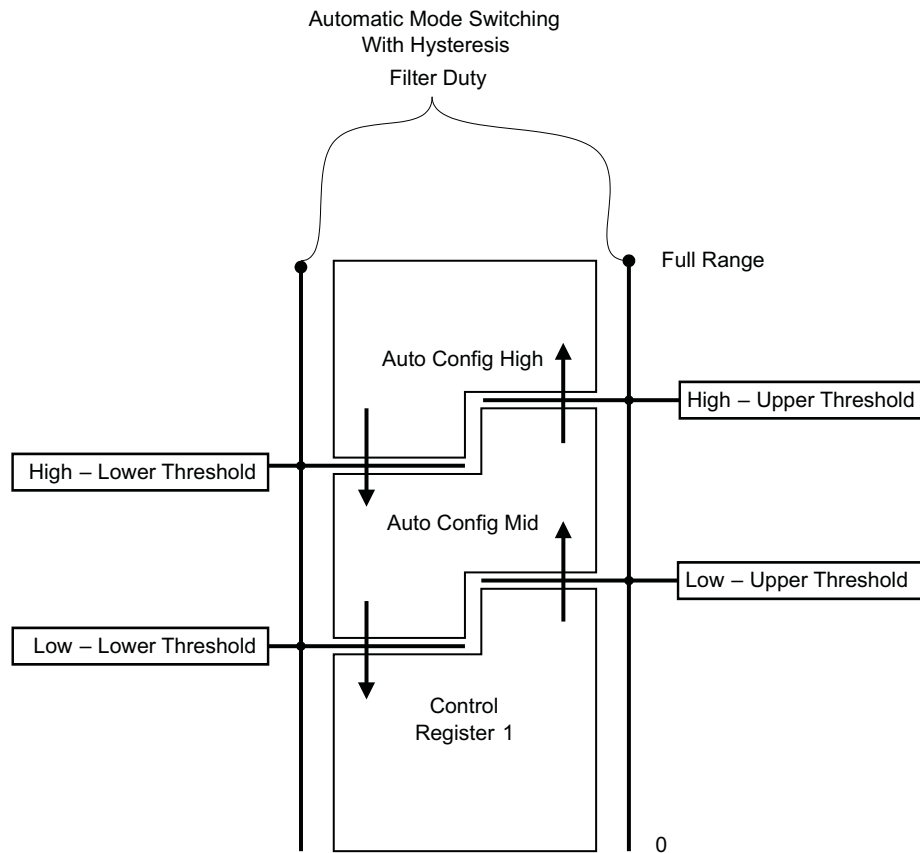 Automatic Mode Switching
With Hysteresis
Filter Duty
Full Range
Auto Config High
High – Upper Threshold
High – Lower Threshold
Auto Config Mid
Low – Upper Threshold
Low – Lower Threshold
Control
Register 1
0